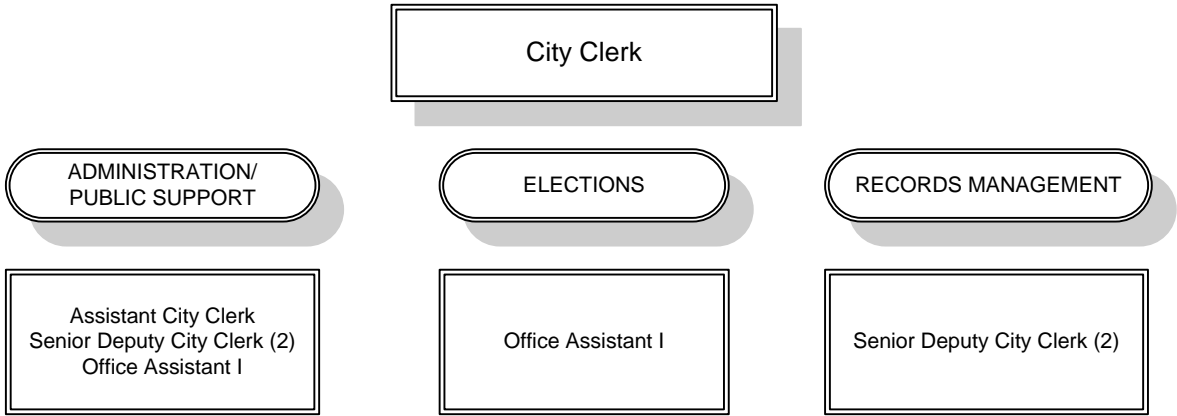 City Clerk
ADMINISTRATION/
PUBLIC SUPPORT
ELECTIONS
RECORDS MANAGEMENT
Assistant City Clerk
Senior Deputy City Clerk (2)
Office Assistant I
Office Assistant I
Senior Deputy City Clerk (2)